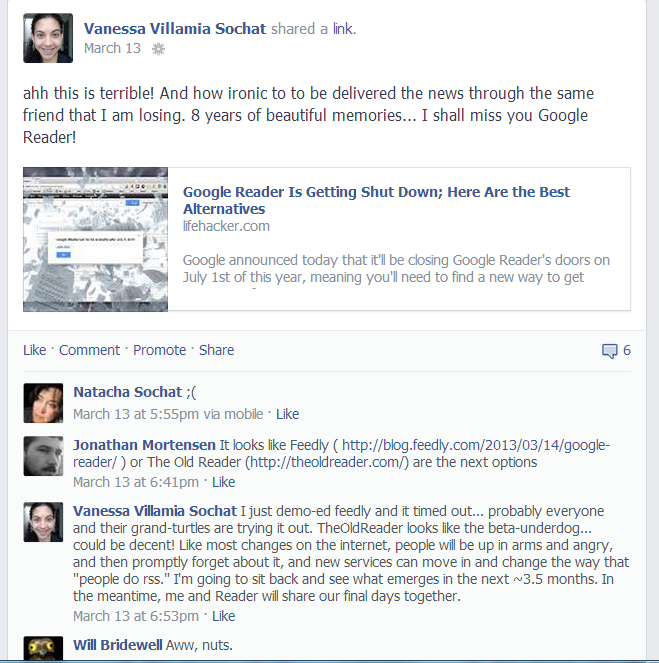 Vanessa Villamia Sochat shared a link.
March 13
ahh this is terrible! And how ironic to to be delivered the news through the same
friend that I am losing. 8 years of beautiful memories... I shall miss you Google
Reader!
Google Reader Is Getting Shut Down; Here Are the Best
Alternatives
lifehacker.com
Google announced today that it'll be closing Google Reader's doors on
July 1st of this year, meaning you'll need to find a new way to get
Like · Comment · Promote · Share
6
Natacha Sochat ;(
March 13 at 5:55pm via mobile · Like
Jonathan Mortensen It looks like Feedly ( http://blog.feedly.com/2013/03/14/google-
reader/ ) or The Old Reader (http://theoldreader.com/) are the next options
March 13 at 6:41pm · Like
Vanessa Villamia Sochat I just demo-ed feedly and it timed out... probably everyone
and their grand-turtles are trying it out. TheOldReader looks like the beta-underdog...
could be decent! Like most changes on the internet, people will be up in arms and angry,
and then promptly forget about it, and new services can move in and change the way that
"people do rss." I'm going to sit back and see what emerges in the next ~3.5 months. In
the meantime, me and Reader will share our final days together.
March 13 at 6:53pm · Like
Will Bridewell Aww, nuts.